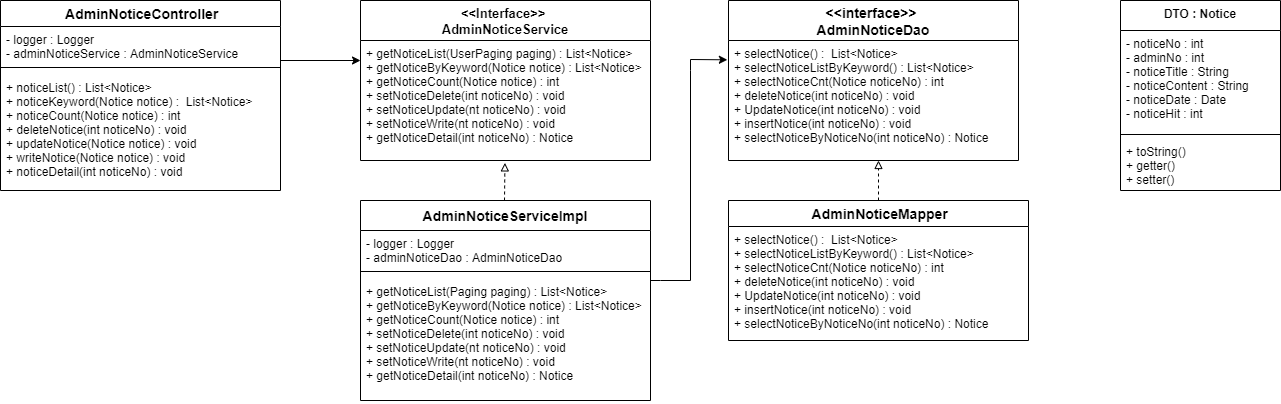 AdminNoticeController
- logger : Logger
- adminNoticeService : AdminNoticeService
+ noticeList() : List<Notice>
+ noticeKeyword(Notice notice) :  List<Notice>
+ noticeCount(Notice notice) : int
+ deleteNotice(int noticeNo) : void
+ updateNotice(Notice notice) : void
+ writeNotice(Notice notice) : void
+ noticeDetail(int noticeNo) : void
<<Interface>>
AdminNoticeService
+ getNoticeList(UserPaging paging) : List<Notice>
+ getNoticeByKeyword(Notice notice) : List<Notice>
+ getNoticeCount(Notice notice) : int
+ setNoticeDelete(int noticeNo) : void
+ setNoticeUpdate(nt noticeNo) : void
+ setNoticeWrite(nt noticeNo) : void
+ getNoticeDetail(int noticeNo) : Notice
AdminNoticeServiceImpl
- logger : Logger
- adminNoticeDao : AdminNoticeDao
+ getNoticeList(Paging paging) : List<Notice>
+ getNoticeByKeyword(Notice notice) : List<Notice>
+ getNoticeCount(Notice notice) : int
+ setNoticeDelete(int noticeNo) : void
+ setNoticeUpdate(nt noticeNo) : void
+ setNoticeWrite(nt noticeNo) : void
+ getNoticeDetail(int noticeNo) : Notice
<<interface>>
AdminNoticeDao
+ selectNotice() :  List<Notice>
+ selectNoticeListByKeyword() : List<Notice>
+ selectNoticeCnt(Notice noticeNo) : int
+ deleteNotice(int noticeNo) : void
+ UpdateNotice(int noticeNo) : void
+ insertNotice(int noticeNo) : void
+ selectNoticeByNoticeNo(int noticeNo) : Notice
AdminNoticeMapper
+ selectNotice() :  List<Notice>
+ selectNoticeListByKeyword() : List<Notice>
+ selectNoticeCnt(Notice noticeNo) : int
+ deleteNotice(int noticeNo) : void
+ UpdateNotice(int noticeNo) : void
+ insertNotice(int noticeNo) : void
+ selectNoticeByNoticeNo(int noticeNo) : Notice
DTO : Notice
- noticeNo : int
- adminNo : int
- noticeTitle : String
- noticeContent : String
- noticeDate : Date
- noticeHit : int
+ toString()
+ getter()
+ setter()